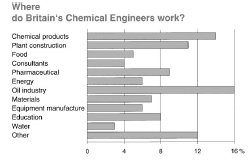 Where
do Britain's Chemical Engineers work?
Chemical products
Plant construction
Food
Consultants
Pharmaceutical
Energy
Oil industry
Materials
Equipment manufacture
Education
Water
Other
0 4 8 12 16 %